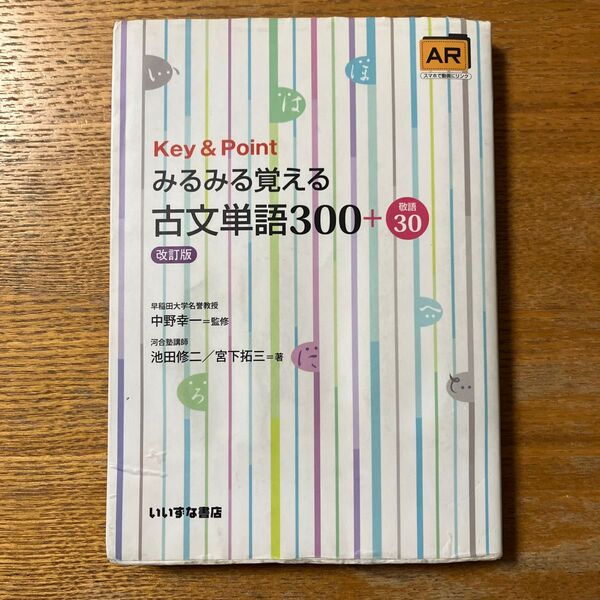 AR
スマホで動画にリンク
い
は
ほ
Key & Point
みるみる覚える
古文単語300+
敬語
30
改訂版
早稲田大学名誉教授
中野幸一=監修
河合塾講師
池田修二/宮下拓三=著
に
へ
ろ
いいずな書店